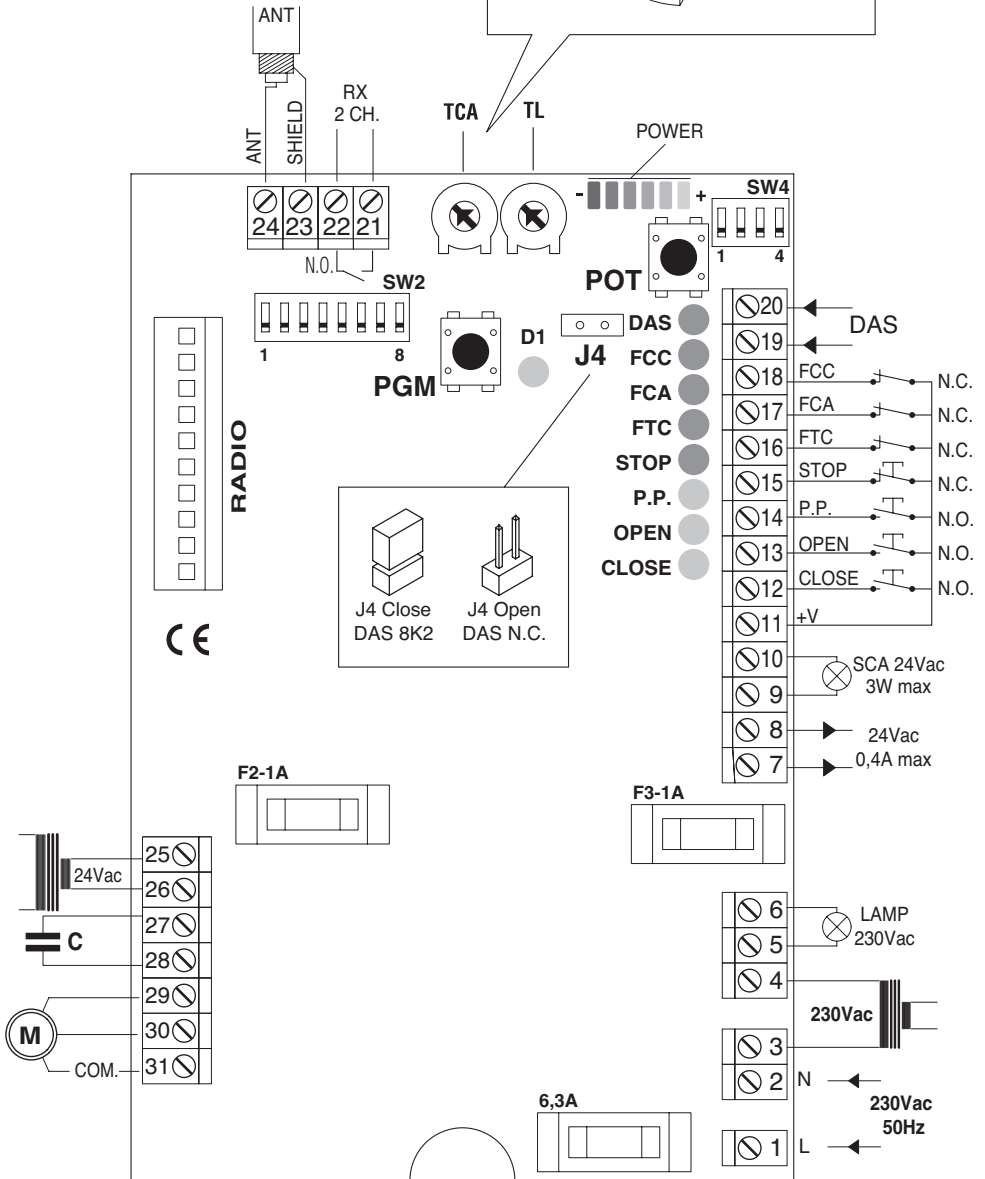 ANT
ANT
SHIELD
RX
2 CH.
TCA
TL
POWER
- +
SW4
1 4
24 23 22 21
N.O.
SW2
1 8
POT
PGM
D1
J4
DAS
FCC
FCA
FTC
STOP
P.P.
OPEN
CLOSE
RADIO
CE
J4 Close
DAS 8K2
J4 Open
DAS N.C.
20
19
DAS
18 FCC N.C.
17 FCA N.C.
16 FTC N.C.
15 STOP N.C.
14 P.P. N.O.
13 OPEN N.O.
12 CLOSE N.O.
11 +V
10
9
SCA 24Vac
3W max
8
7
24Vac
0,4A max
F2-1A
F3-1A
25
26
24Vac
27
28
C
29
30
31
M
COM.
6
5
LAMP
230Vac
4
3
230Vac
2 N
1 L
230Vac
50Hz
6,3A